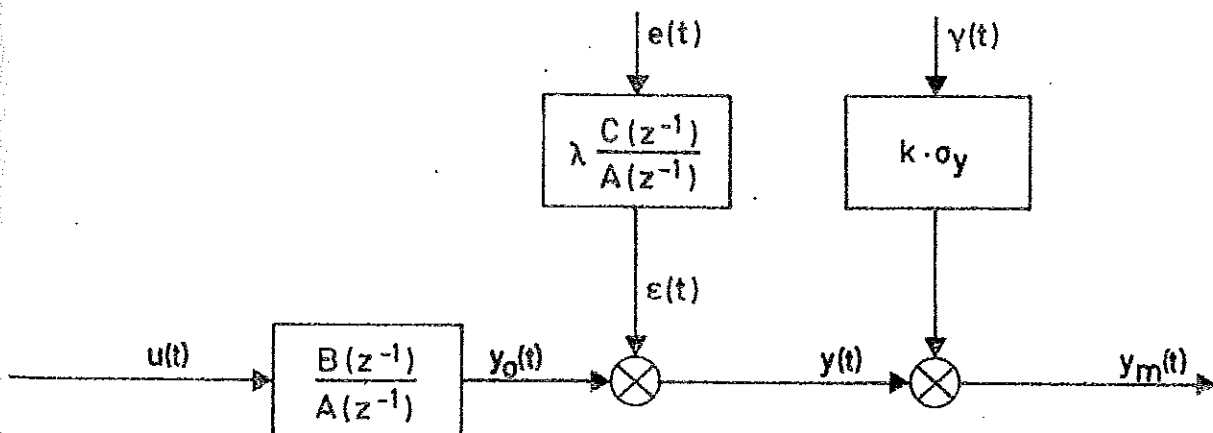 e(t)
γ(t)
λ C(z⁻¹)
A(z⁻¹)
k·σy
ε(t)
u(t)
B(z⁻¹)
A(z⁻¹)
y₀(t)
y(t)
yₘ(t)